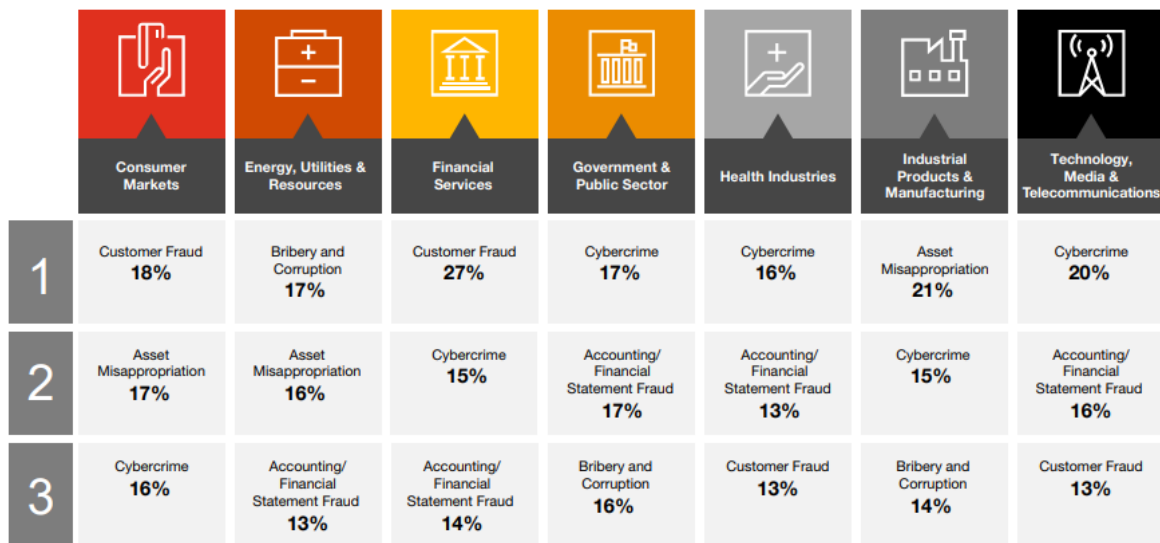 Consumer
Markets
Energy, Utilities &
Resources
Financial
Services
Government &
Public Sector
Health Industries
Industrial
Products &
Manufacturing
Technology,
Media &
Telecommunications
1
Customer Fraud
18%
Bribery and
Corruption
17%
Customer Fraud
27%
Cybercrime
17%
Cybercrime
16%
Asset
Misappropriation
21%
Cybercrime
20%
2
Asset
Misappropriation
17%
Asset
Misappropriation
16%
Cybercrime
15%
Accounting/
Financial
Statement Fraud
17%
Accounting/
Financial
Statement Fraud
13%
Cybercrime
15%
Accounting/
Financial
Statement Fraud
16%
3
Cybercrime
16%
Accounting/
Financial
Statement Fraud
13%
Accounting/
Financial
Statement Fraud
14%
Bribery and
Corruption
16%
Customer Fraud
13%
Bribery and
Corruption
14%
Customer Fraud
13%